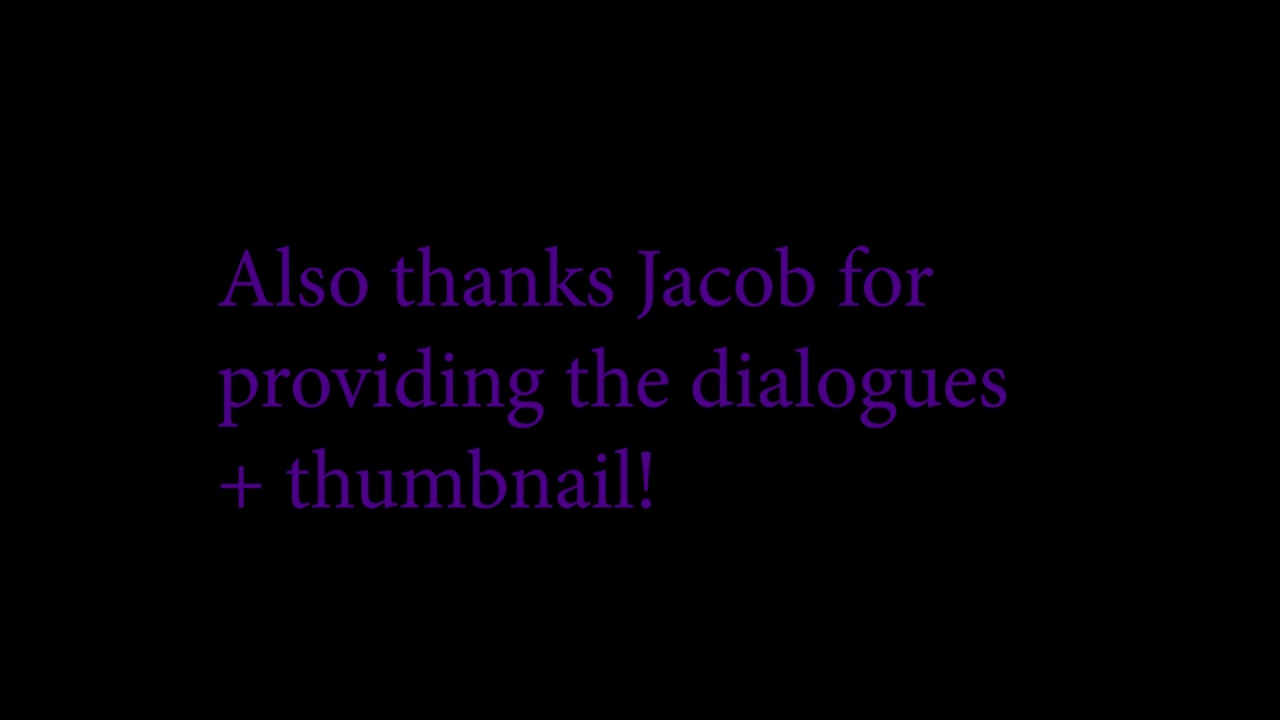 Also thanks Jacob for
providing the dialogues
+ thumbnail!